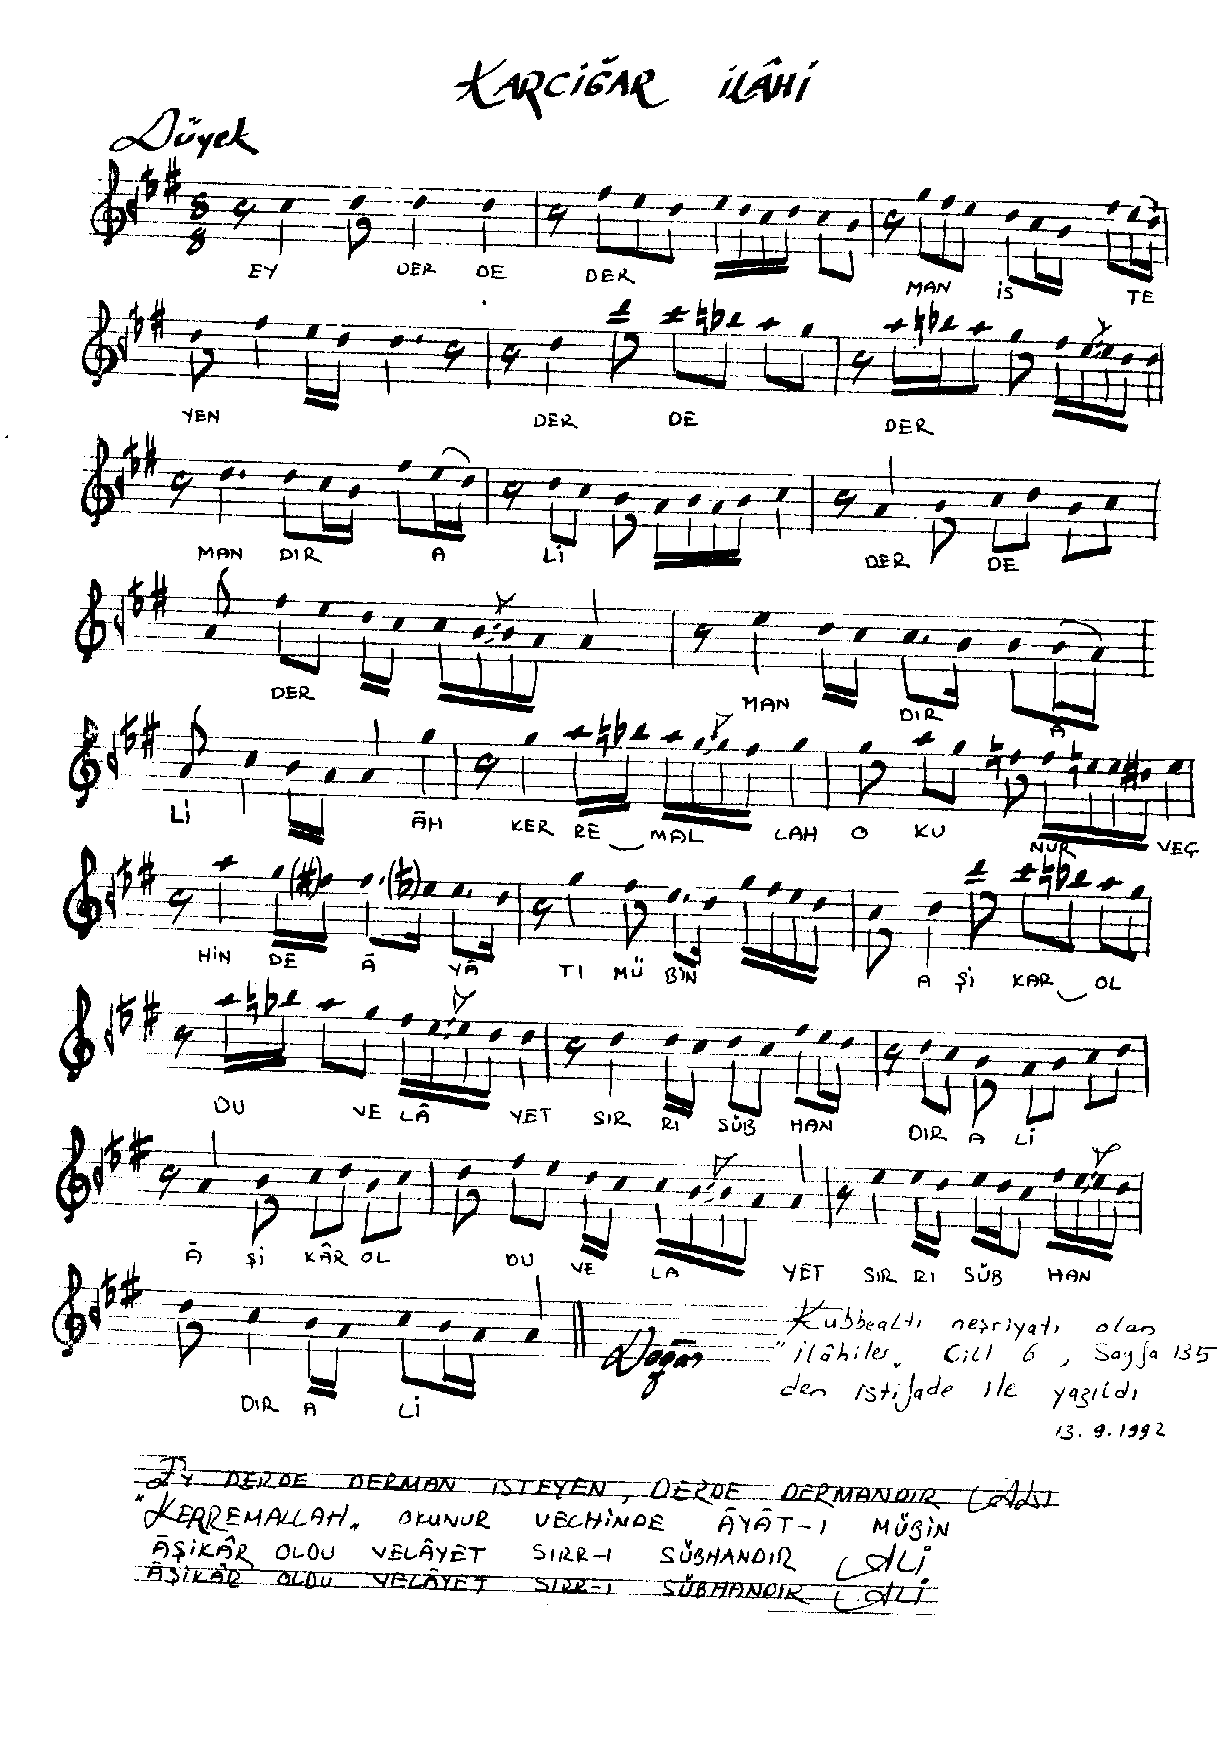 KARCIĞAR İLÂHİ
Düyek
8
8
EY DER DE DER MAN İS TE
YEN DER DE DER
MAN DIR A Lİ DER DE
DER MAN DIR A
Lİ ÂH KER RE MAL LAH O KU NUR VEÇ
HİN DE Â YÂ TI MÜ BİN A Şİ KAR OL
DU VE LÂ YET SIR RI SÜB HAN DIR A Lİ
Â Şİ KÂR OL DU VE LA YET SIR RI SÜB HAN
DIR A Lİ
Doğan
Kubbealtı neşriyatı olan
"ilâhiler" Cilt 6, Sayfa 135
den istifade ile yazıldı
13.9.1992
EY DERDE DERMAN İSTEYEN, DERDE DERMANDIR ALİ
"KERREMALLAH" OKUNUR VECHİNDE ÂYÂT-I MÜBİN
ÂŞİKÂR OLDU VELÂYET SIRR-I SÜBHANDIR ALİ
ÂŞİKÂR OLDU VELÂYET SIRR-I SÜBHANDIR ALİ